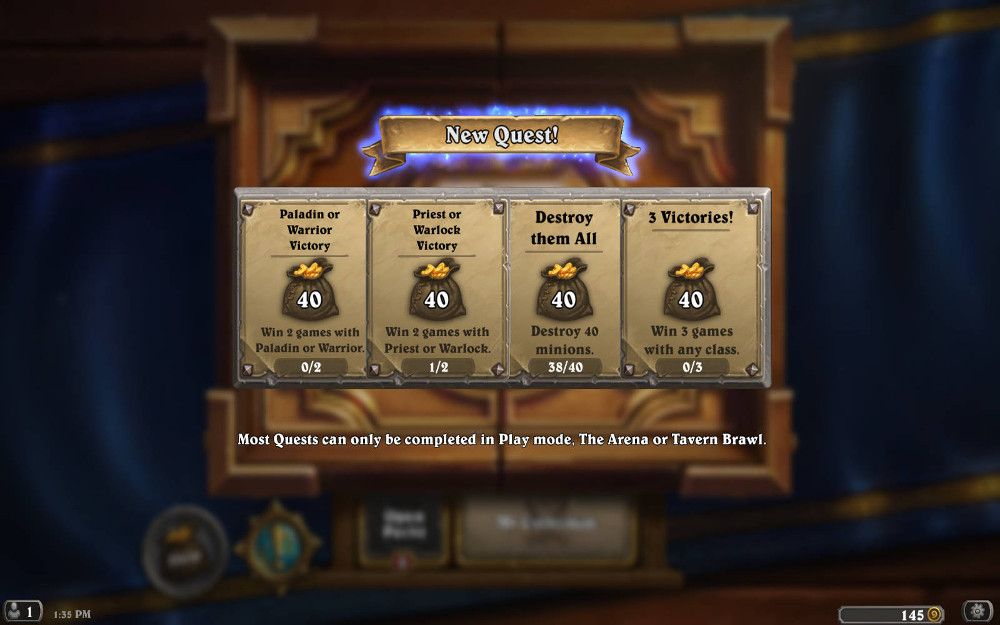 New Quest!
Paladin or
Warrior
Victory
40
Win 2 games with
Paladin or Warrior.
0/2
Priest or
Warlock
Victory
40
Win 2 games with
Priest or Warlock.
1/2
Destroy
them All
40
Destroy 40
minions.
38/40
3 Victories!
40
Win 3 games
with any class.
0/3
Most Quests can only be completed in Play mode, The Arena or Tavern Brawl.
Open
Packs
1
1:35 PM
145